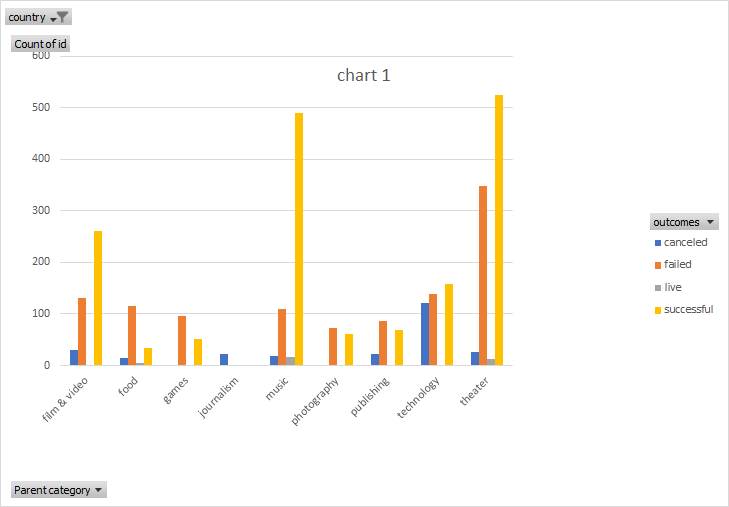 country
Count of id
chart 1
600
500
400
300
200
100
0
film & video
food
games
journalism
music
photography
publishing
technology
theater
outcomes
canceled
failed
live
successful
Parent category